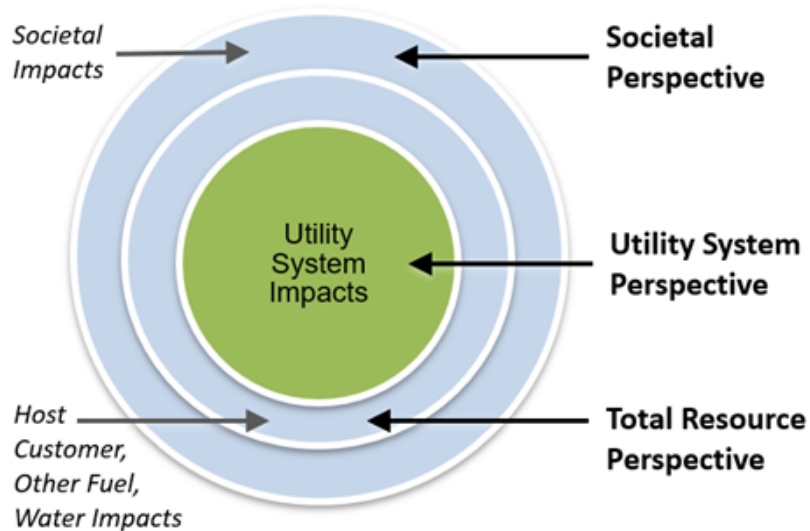 Societal
Impacts
Societal
Perspective
Utility
System
Impacts
Utility System
Perspective
Host
Customer,
Other Fuel,
Water Impacts
Total Resource
Perspective